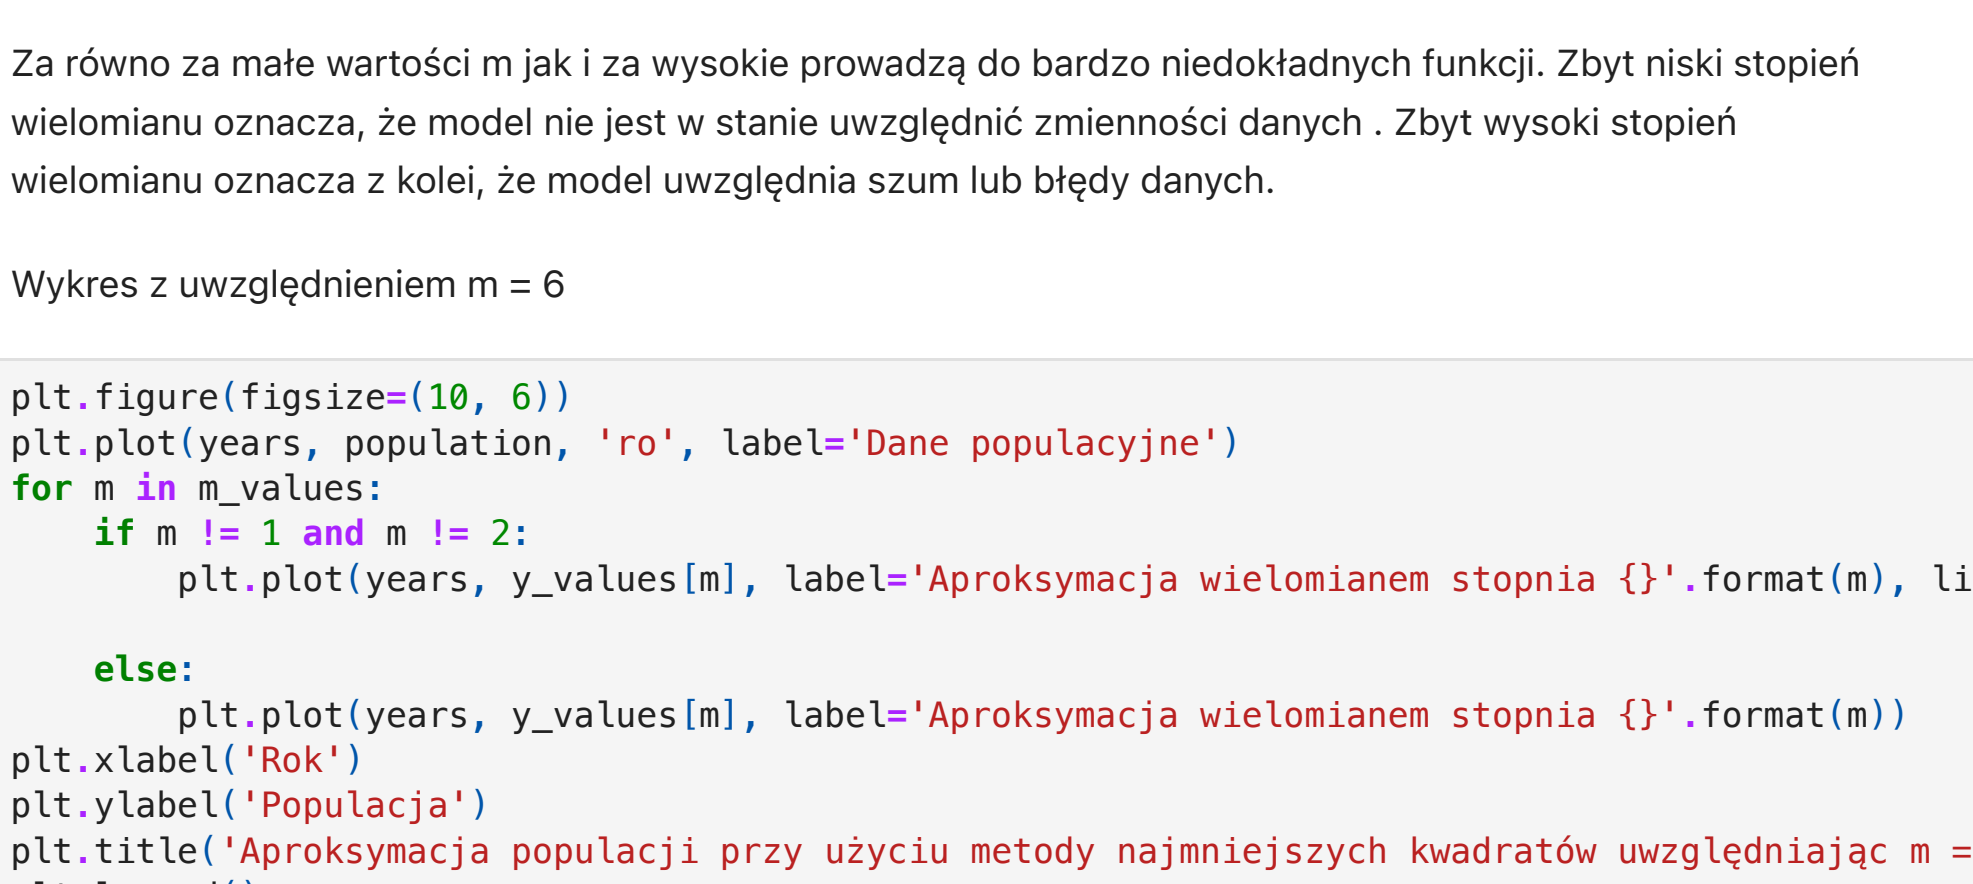 Za równo za małe wartości m jak i za wysokie prowadzą do bardzo niedokładnych funkcji. Zbyt niski stopień
wielomianu oznacza, że model nie jest w stanie uwzględnić zmienności danych . Zbyt wysoki stopień
wielomianu oznacza z kolei, że model uwzględnia szum lub błędy danych.
Wykres z uwzględnieniem m = 6
plt.figure(figsize=(10, 6))
plt.plot(years, population, 'ro', label='Dane populacyjne')
for m in m_values:
    if m != 1 and m != 2:
        plt.plot(years, y_values[m], label='Aproksymacja wielomianem stopnia {}'.format(m), li
    else:
        plt.plot(years, y_values[m], label='Aproksymacja wielomianem stopnia {}'.format(m))
plt.xlabel('Rok')
plt.ylabel('Populacja')
plt.title('Aproksymacja populacji przy użyciu metody najmniejszych kwadratów uwzględniając m =